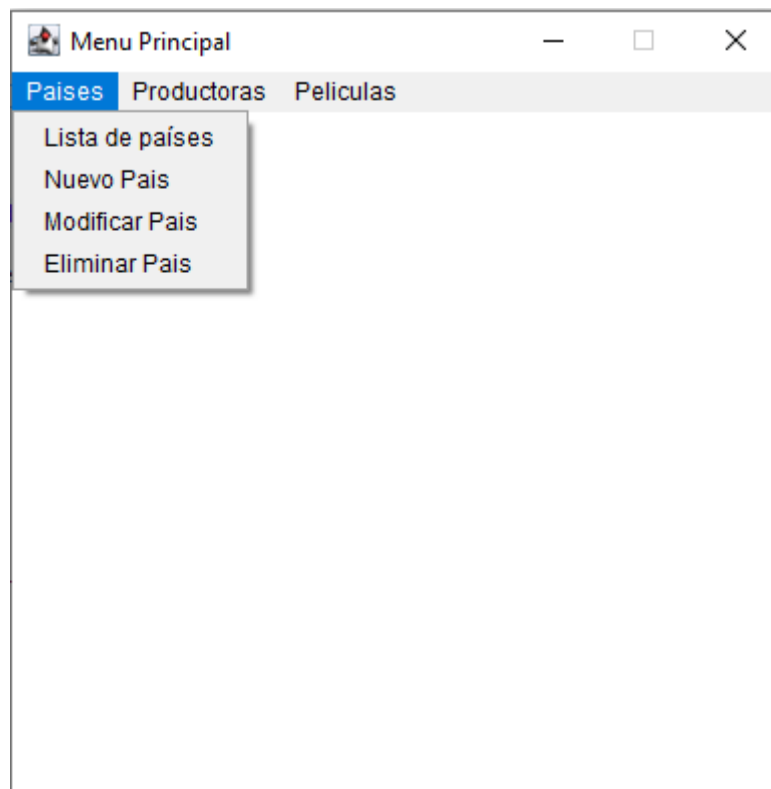 Menu Principal
Paises Productoras Peliculas
Lista de países
Nuevo Pais
Modificar Pais
Eliminar Pais